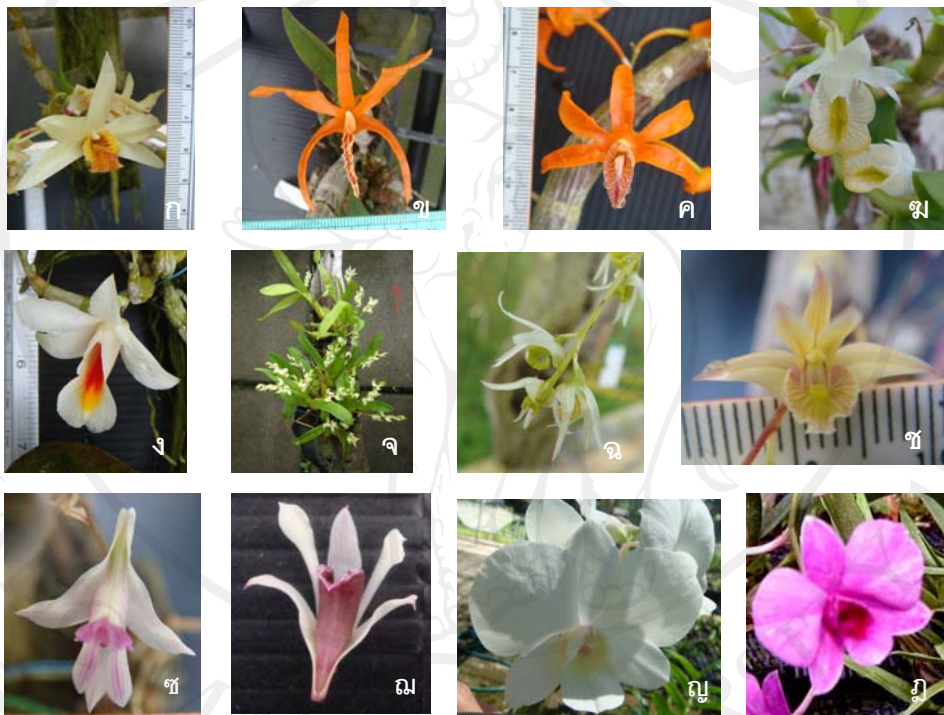 ก ข ค ฆ
ง จ ฉ ช
ซ ฌ ญ ฎ